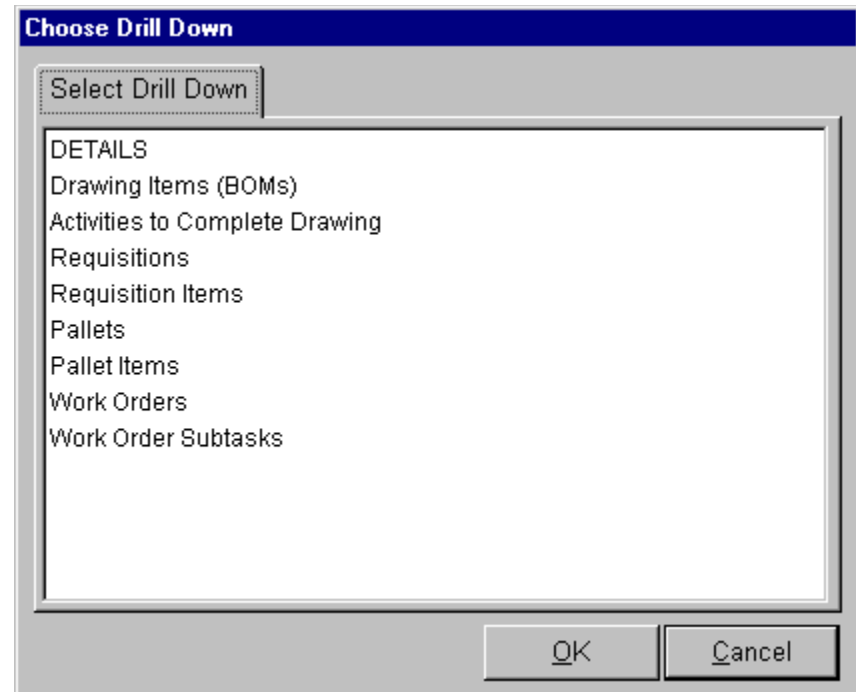 Choose Drill Down
Select Drill Down
DETAILS
Drawing Items (BOMs)
Activities to Complete Drawing
Requisitions
Requisition Items
Pallets
Pallet Items
Work Orders
Work Order Subtasks
OK Cancel